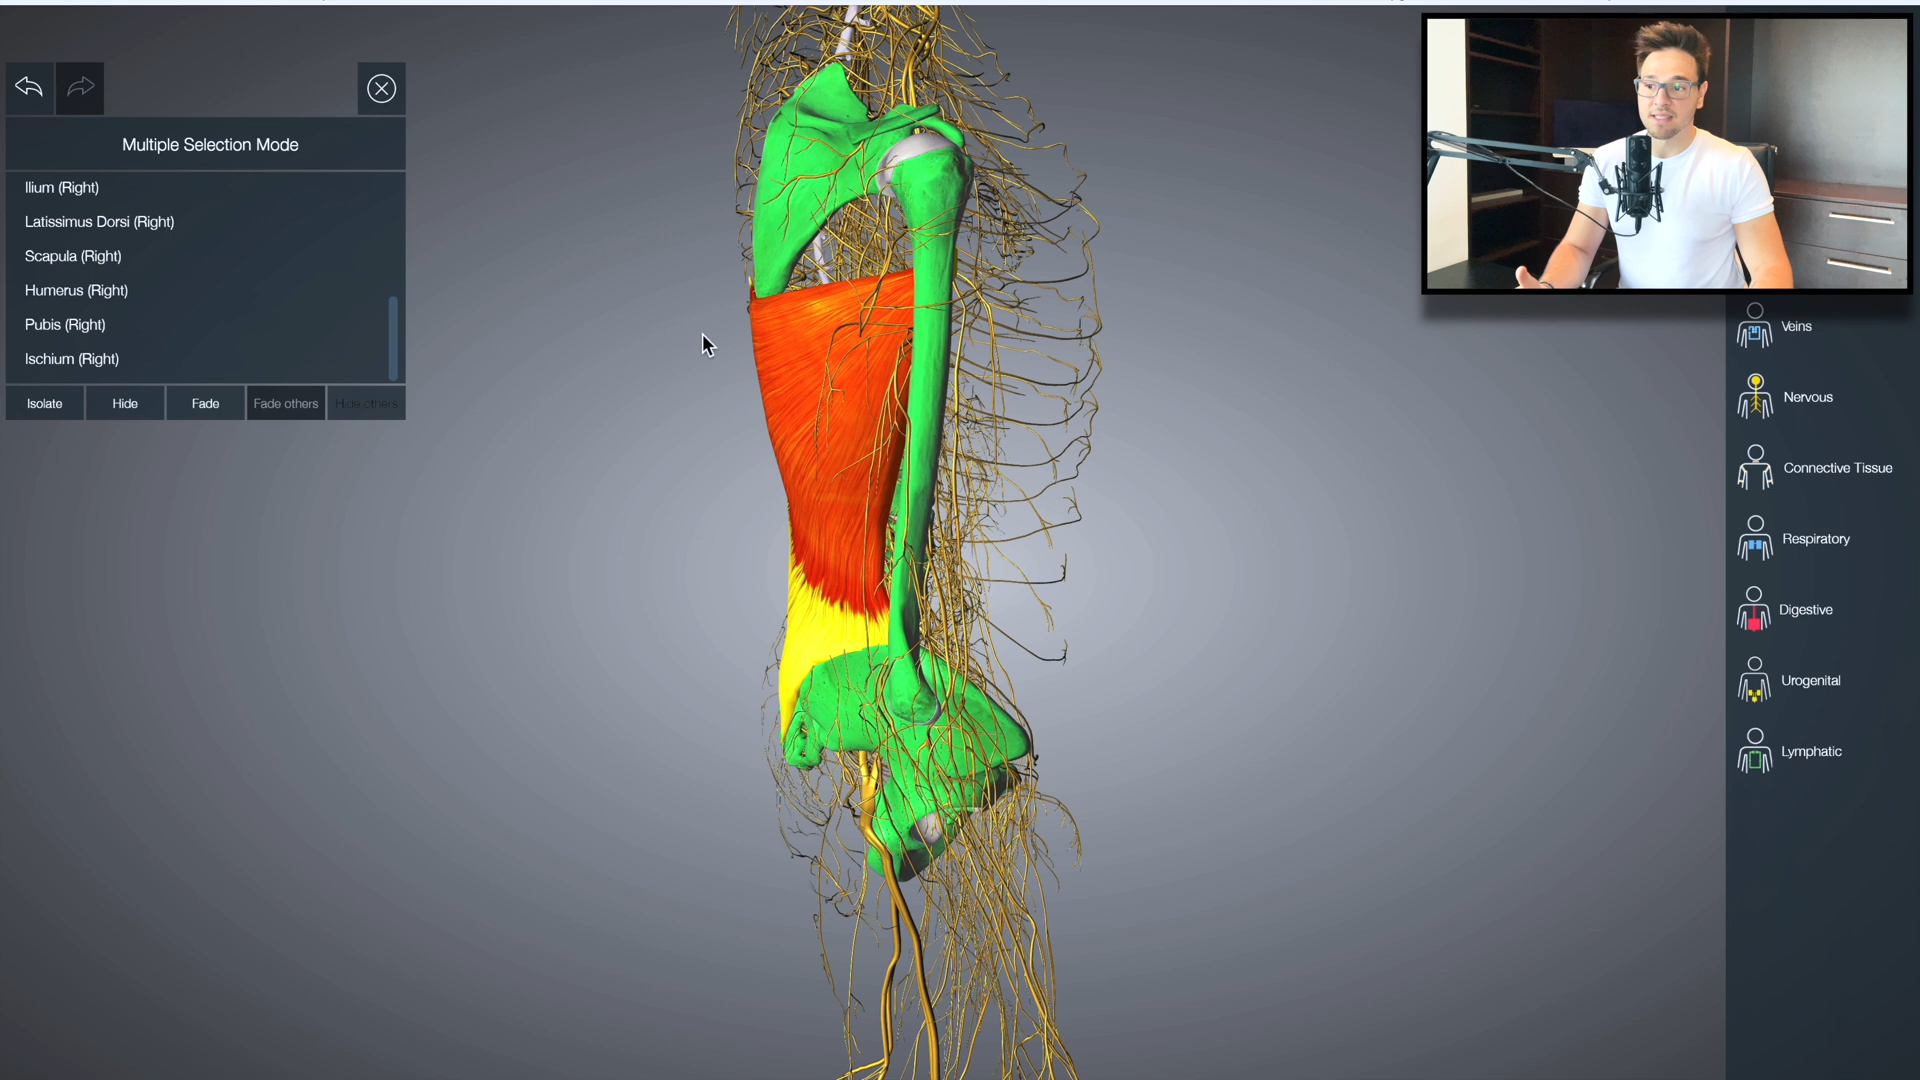 Multiple Selection Mode
Ilium (Right)
Latissimus Dorsi (Right)
Scapula (Right)
Humerus (Right)
Pubis (Right)
Ischium (Right)
Isolate Hide Fade Fade others Hide others
Veins
Nervous
Connective Tissue
Respiratory
Digestive
Urogenital
Lymphatic